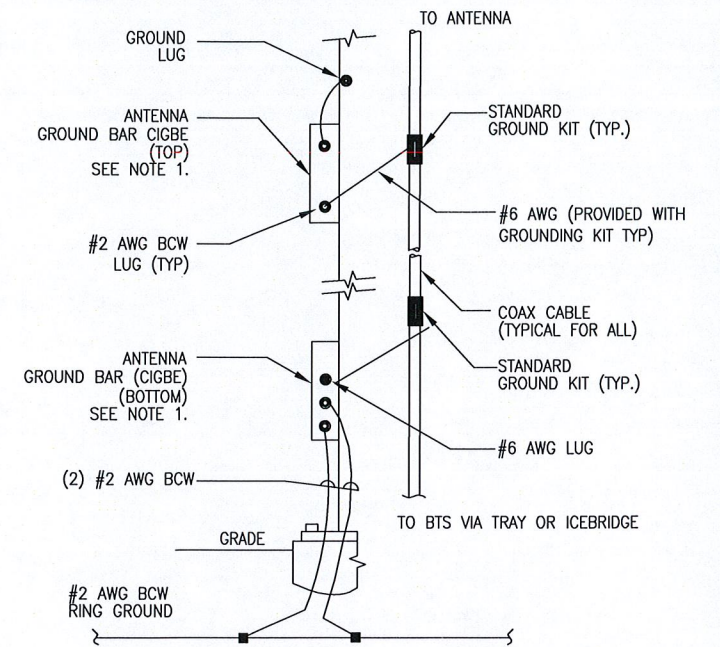 TO ANTENNA
GROUND
LUG
ANTENNA
GROUND BAR CIGBE
(TOP)
SEE NOTE 1.
STANDARD
GROUND KIT (TYP.)
#6 AWG (PROVIDED WITH
GROUNDING KIT TYP)
#2 AWG BCW
LUG (TYP)
COAX CABLE
(TYPICAL FOR ALL)
ANTENNA
GROUND BAR (CIGBE)
(BOTTOM)
SEE NOTE 1.
STANDARD
GROUND KIT (TYP.)
#6 AWG LUG
(2) #2 AWG BCW
TO BTS VIA TRAY OR ICEBRIDGE
GRADE
#2 AWG BCW
RING GROUND